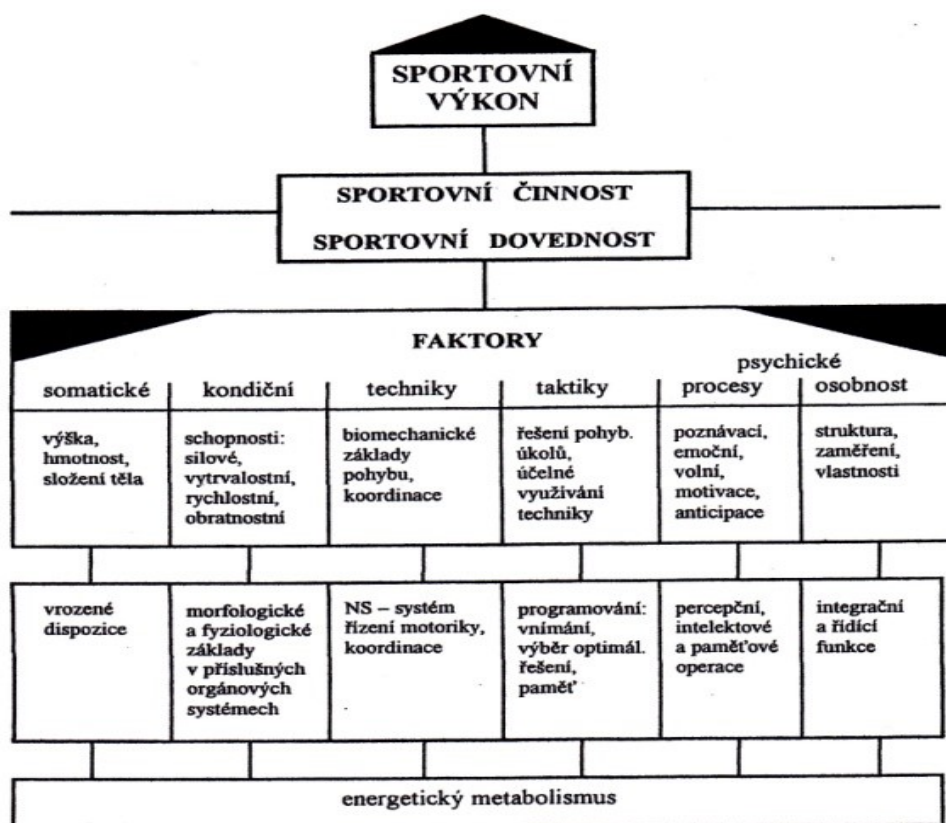 SPORTOVNÍ
VÝKON
SPORTOVNÍ ČINNOST
SPORTOVNÍ DOVEDNOST
FAKTORY
psychické
somatické
kondiční
techniky
taktiky
procesy
osobnost
výška,
hmotnost,
složení těla
schopnosti:
silové,
vytrvalostní,
rychlostní,
obratnostní
biomechanické
základy
pohybu,
koordinace
řešení pohyb.
úkolů,
účelné
využívání
techniky
poznávací,
emoční,
volní,
motivace,
anticipace
struktura,
zaměření,
vlastnosti
vrozené
dispozice
morfologické
a fyziologické
základy
v příslušných
orgánových
systémech
NS – systém
řízení motoriky,
koordinace
programování:
vnímání,
výběr optimál.
řešení,
paměť
percepční,
intelektové
a paměťové
operace
integrační
a řídící
funkce
energetický metabolismus